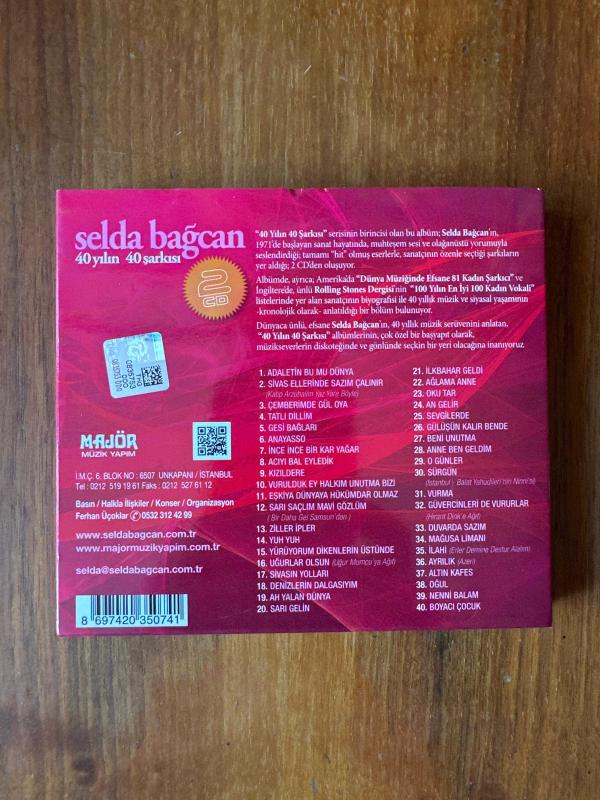 selda bağcan
40 yılın 40 şarkısı
2
CD
“40 Yılın 40 Şarkısı” serisinin birincisi olan bu albüm; Selda Bağcan'ın,
1971'de başlayan sanat hayatında, muhteşem sesi ve olağanüstü yorumuyla
seslendirdiği; tamamı "hit" olmuş eserlerle, sanatçının özenle seçtiği şarkıların
yer aldığı; 2 CD'den oluşuyor.
Albümde, ayrıca; Amerika'da “Dünya Müziğinde Efsane 81 Kadın Şarkıcı” ve
İngilterede, ünlü Rolling Stones Dergisi'nin “100 Yılın En İyi 100 Kadın Vokali”
listelerinde yer alan sanatçının biyografisi ile 40 yıllık müzik ve siyasal yaşamının
-kronolojik olarak- anlatıldığı bir bölüm bulunuyor.
Dünyaca ünlü, efsane Selda Bağcan'ın, 40 yıllık müzik serüvenini anlatan,
“40 Yılın 40 Şarkısı” albümlerinin, çok özel bir başyapıt olarak,
müzikseverlerin diskoteğinde ve gönlünde seçkin bir yeri olacağına inanıyoruz
MAJÖR
MÜZİK YAPIM
İ.M.Ç. 6. BLOK NO : 6507 UNKAPANI / İSTANBUL
Tel : 0212 519 19 61 Faks : 0212 527 61 12
Basın / Halkla İlişkiler / Konser / Organizasyon
Ferhan Üçoklar 0532 312 42 99
www.seldabagcan.com.tr
www.majormuzikyapim.com.tr
selda@seldabagcan.com.tr
8 697420 350741
1. ADALETİN BU MU DÜNYA
2. SİVAS ELLERİNDE SAZIM ÇALINIR
(Katip Arzuhalim Yaz Yare Böyle)
3. ÇEMBERİMDE GÜL OYA
4. TATLI DİLLİM
5. GESİ BAĞLARI
6. ANAYASSO
7. İNCE İNCE BİR KAR YAĞAR
8. ACIYI BAL EYLEDİK
9. KIZILDERE
10. VURULDUK EY HALKIM UNUTMA BİZİ
11. EŞKİYA DÜNYAYA HÜKÜMDAR OLMAZ
12. SARI SAÇLIM MAVİ GÖZLÜM
( Bir Daha Gel Samsun'dan )
13. ZİLLER İPLER
14. YUH YUH
15. YÜRÜYORUM DİKENLERİN ÜSTÜNDE
16. UĞURLAR OLSUN (Uğur Mumcu'ya Ağıt)
17. SİVASIN YOLLARI
18. DENİZLERİN DALGASIYIM
19. AH YALAN DÜNYA
20. SARI GELİN
21. İLKBAHAR GELDİ
22. AĞLAMA ANNE
23. OKU TAR
24. AN GELİR
25. SEVGİLERDE
26. GÜLÜŞÜN KALIR BENDE
27. BENİ UNUTMA
28. ANNE BEN GELDİM
29. O GÜNLER
30. SÜRGÜN
(İstanbul - Balat Yahudileri'nin Ninnisi)
31. VURMA
32. GÜVERCİNLERİ DE VURURLAR
(Hirant Dink'e Ağıt)
33. DUVARDA SAZIM
34. MAĞUSA LİMANI
35. İLAHİ (Erler Demine Destur Alalım)
36. AYRILIK (Azeri)
37. ALTIN KAFES
38. OĞUL
39. NENNİ BALAM
40. BOYACI ÇOCUK